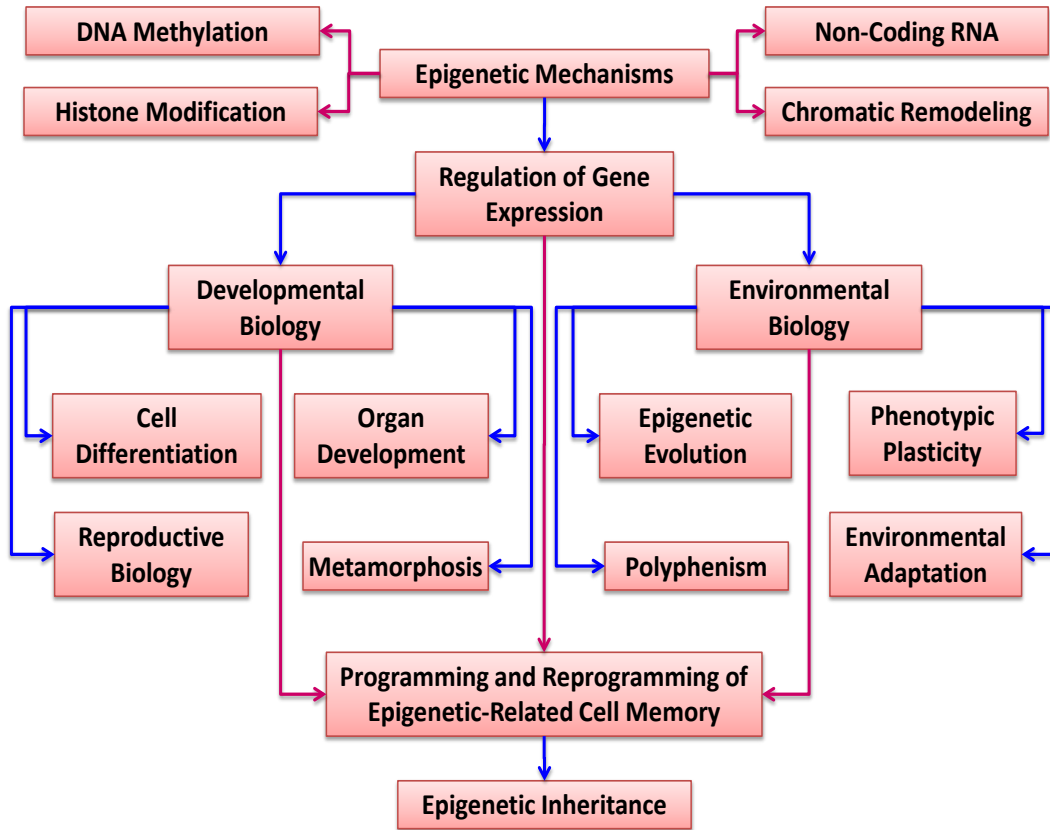 DNA Methylation
Non-Coding RNA
Epigenetic Mechanisms
Histone Modification
Chromatic Remodeling
Regulation of Gene
Expression
Developmental
Biology
Environmental
Biology
Cell
Differentiation
Organ
Development
Epigenetic
Evolution
Phenotypic
Plasticity
Reproductive
Biology
Metamorphosis
Polyphenism
Environmental
Adaptation
Programming and Reprogramming of
Epigenetic-Related Cell Memory
Epigenetic Inheritance